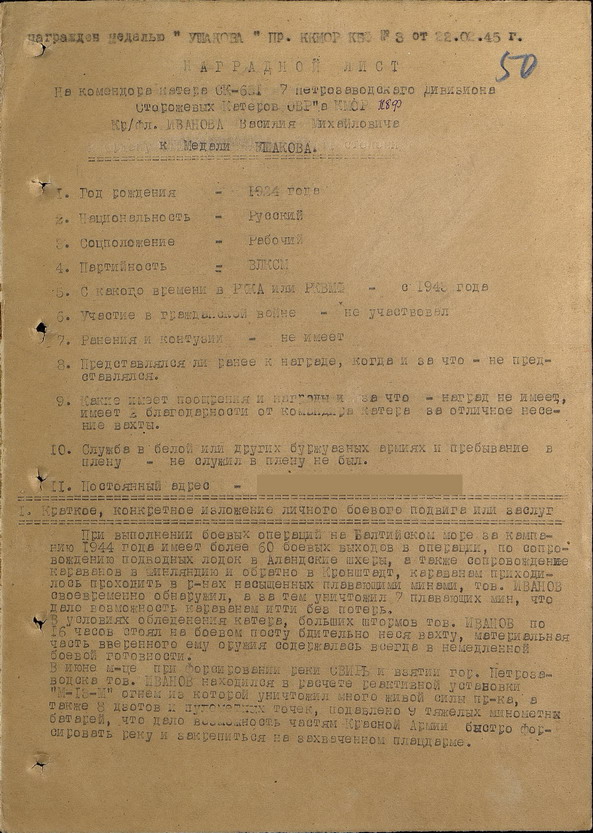 награжден медалью " УШАКОВА " ПР. ККМОР КБФ № 3 от 22.02.45 г.
50
НАГРАДНОЙ ЛИСТ
На командора катера СК-631 7 петрозаводского дивизиона
Сторожевых Катеров ОВР"а КМОР
Кр/фл. ИВАНОВА Василия Михайловича
к Медали УШАКОВА.
1. Год рождения - 1924 года
2. Национальность - Русский
3. Соцположение - Рабочий
4. Партийность = ВЛКСМ
5. С какого времени в РККА или РКВМФ - с 1943 года
6. Участие в гражданской войне - не участвовал
7. Ранения и контузии - не имеет
8. Представлялся ли ранее к награде, когда и за что - не пред-
ставлялся.
9. Какие имеет поощрения и награды и за что - наград не имеет,
имеет 2 благодарности от командира катера за отличное несе-
ние вахты.
10. Служба в белой или других буржуазных армиях и пребывание в
плену - не служил в плену не был.
11. Постоянный адрес -
I. Краткое, конкретное изложение личного боевого подвига или заслуг
При выполнении боевых операций на Балтийском море за кампа-
нию 1944 года имеет более 60 боевых выходов в операции, по сопро-
вождению подводных лодок в Аландские шхеры, а также сопровождение
караванов в Финляндию и обратно в Кронштадт, караванам приходи-
лось проходить в р-нах насыщенных плавающими минами, тов. ИВАНОВ
своевременно обнаружил, а за тем уничтожил 7 плавающих мин, что
дало возможность караванам итти без потерь.
В условиях обледенения катера, больших штормов тов. ИВАНОВ по
16 часов стоял на боевом посту бдительно неся вахту, материальная
часть вверенного ему оружия содержалась всегда в немедленной
боевой готовности.
В июне м-це при форсировании реки СВИРЬ и взятии гор. Петроза-
водска тов. ИВАНОВ находился в расчете реактивной установки
"М-13-М" огнем из которой уничтожил много живой силы пр-ка, а
также 8 дзотов и пулеметных точек, подавлено 9 тяжелых минометных
батарей, что дало возможность частям Красной Армии быстро фор-
сировать реку и закрепиться на захваченном плацдарме.